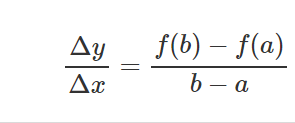 Δy/Δx = (f(b) − f(a))/(b − a)